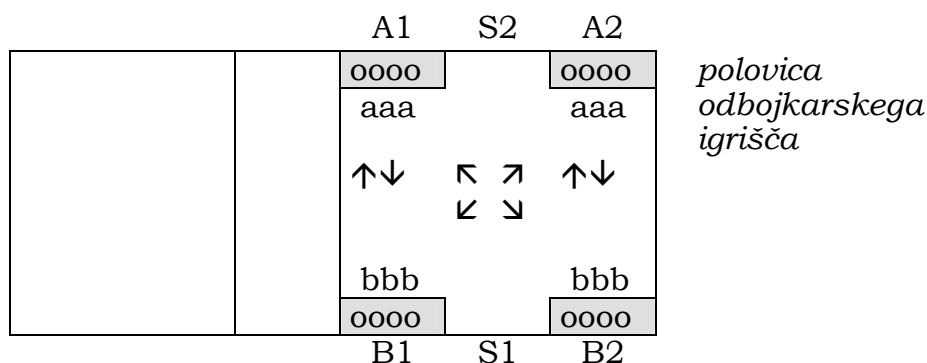 A1 S2 A2
oooo oooo
aaa aaa
polovica
odbojkarskega
igrišča
bbb bbb
oooo oooo
B1 S1 B2